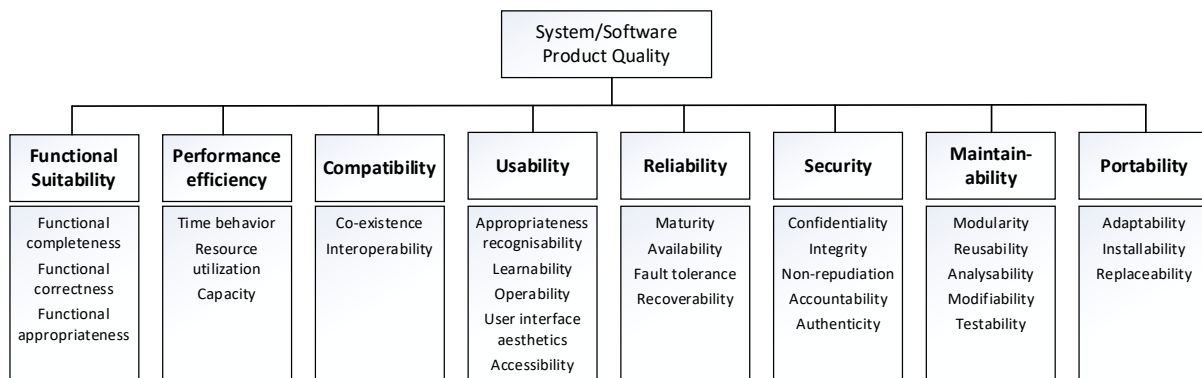 System/Software
Product Quality
Functional
Suitability
Functional
completeness
Functional
correctness
Functional
appropriateness
Performance
efficiency
Time behavior
Resource
utilization
Capacity
Compatibility
Co-existence
Interoperability
Usability
Appropriateness
recognisability
Learnability
Operability
User interface
aesthetics
Accessibility
Reliability
Maturity
Availability
Fault tolerance
Recoverability
Security
Confidentiality
Integrity
Non-repudiation
Accountability
Authenticity
Maintain-
ability
Modularity
Reusability
Analysability
Modifiability
Testability
Portability
Adaptability
Installability
Replaceability